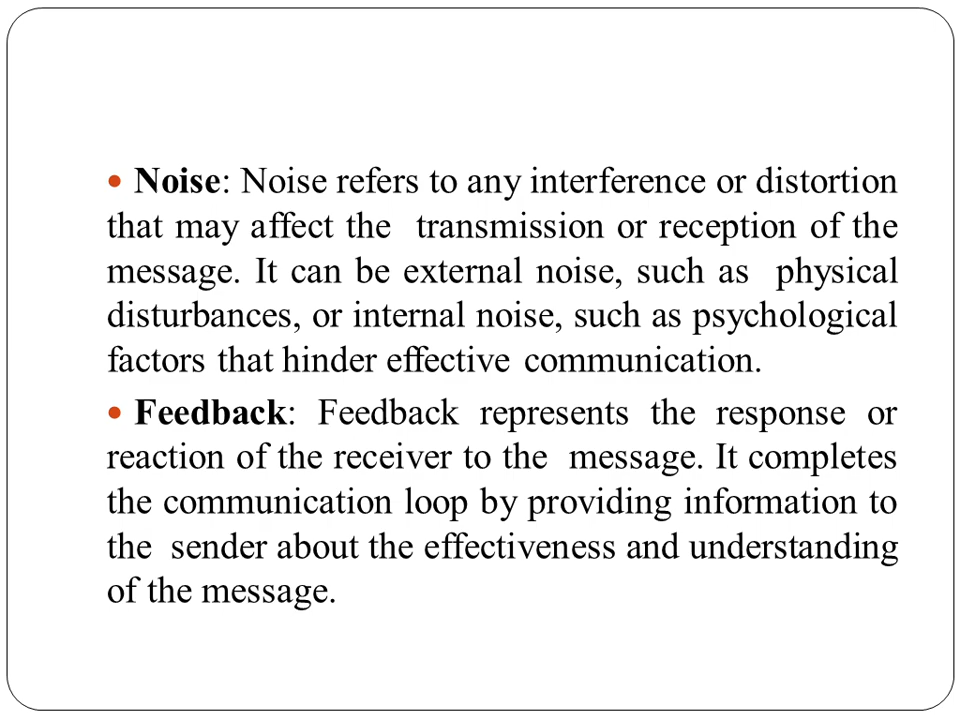 • Noise: Noise refers to any interference or distortion
that may affect the transmission or reception of the
message. It can be external noise, such as physical
disturbances, or internal noise, such as psychological
factors that hinder effective communication.
• Feedback: Feedback represents the response or
reaction of the receiver to the message. It completes
the communication loop by providing information to
the sender about the effectiveness and understanding
of the message.